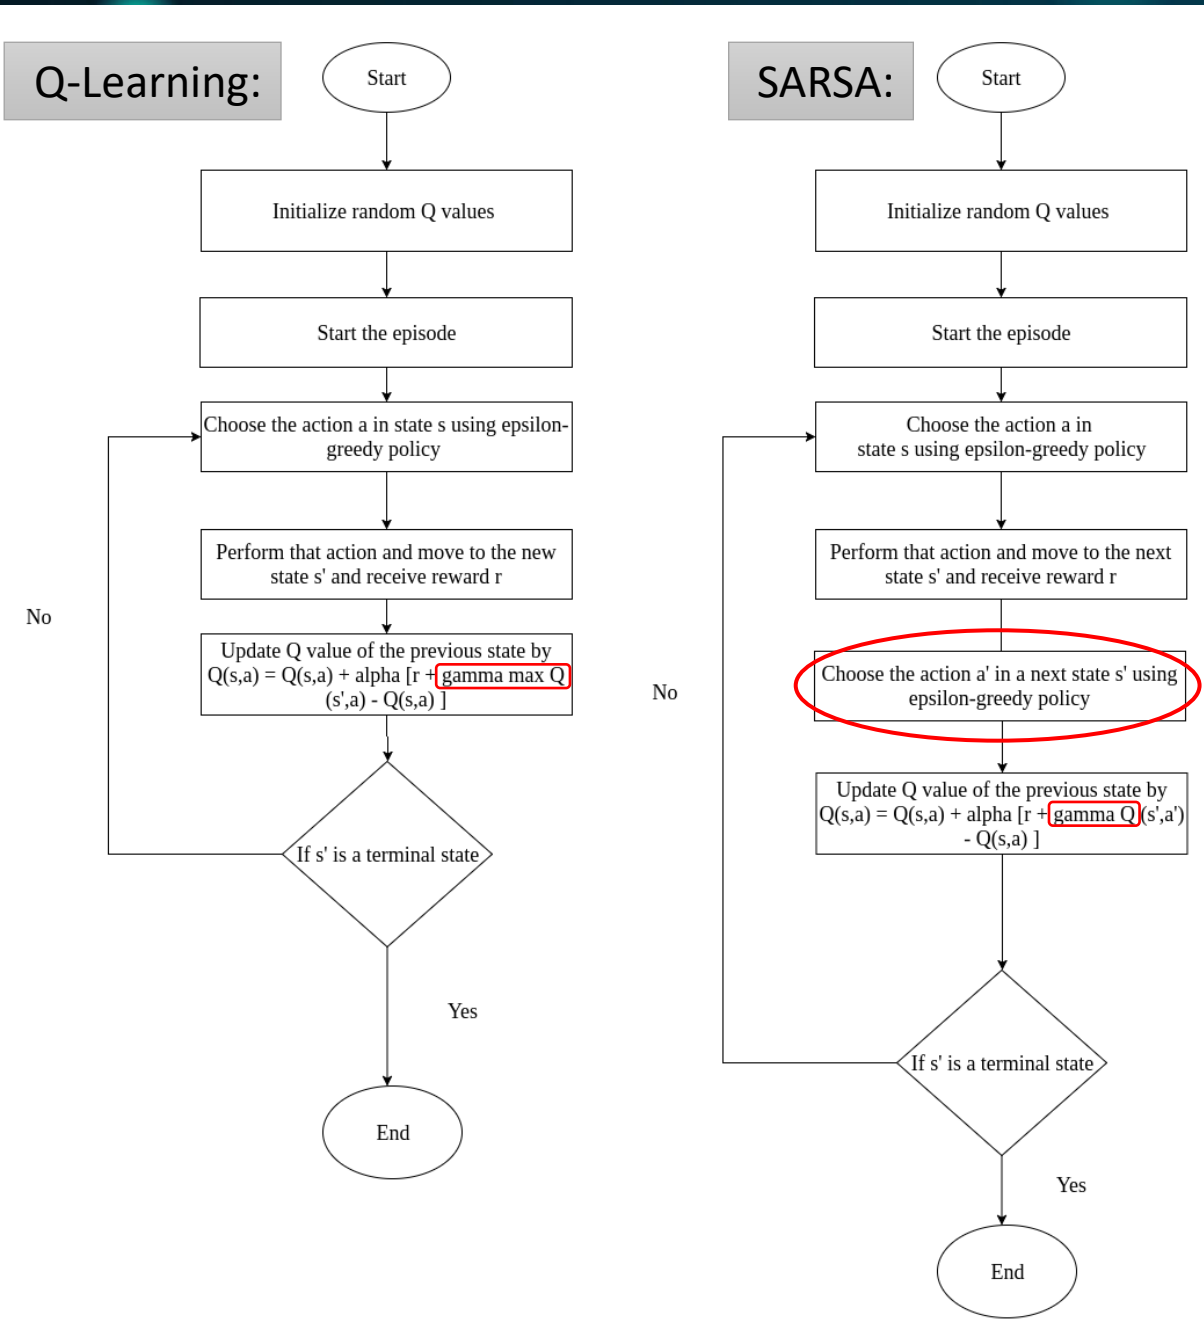 Q-Learning:
Start
Initialize random Q values
Start the episode
Choose the action a in state s using epsilon-
greedy policy
Perform that action and move to the new
state s' and receive reward r
No
Update Q value of the previous state by
Q(s,a) = Q(s,a) + alpha [r + gamma max Q
(s',a) - Q(s,a) ]
If s' is a terminal state
Yes
End
SARSA:
Start
Initialize random Q values
Start the episode
Choose the action a in
state s using epsilon-greedy policy
Perform that action and move to the next
state s' and receive reward r
Choose the action a' in a next state s' using
epsilon-greedy policy
No
Update Q value of the previous state by
Q(s,a) = Q(s,a) + alpha [r + gamma Q (s',a')
- Q(s,a) ]
If s' is a terminal state
Yes
End